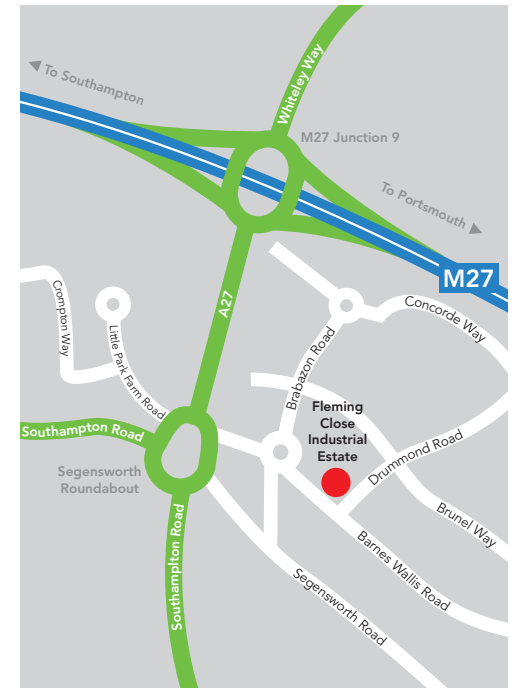 Whiteley Way
To Southampton
M27 Junction 9
To Portsmouth
M27
Crompton Way
A27
Concorde Way
Little Park Farm Road
Brabazon Road
Fleming
Close
Industrial
Estate
Southampton Road
Drummond Road
Segensworth
Roundabout
Brunel Way
Southamplton Road
Barnes Wallis Road
Segensworth Road